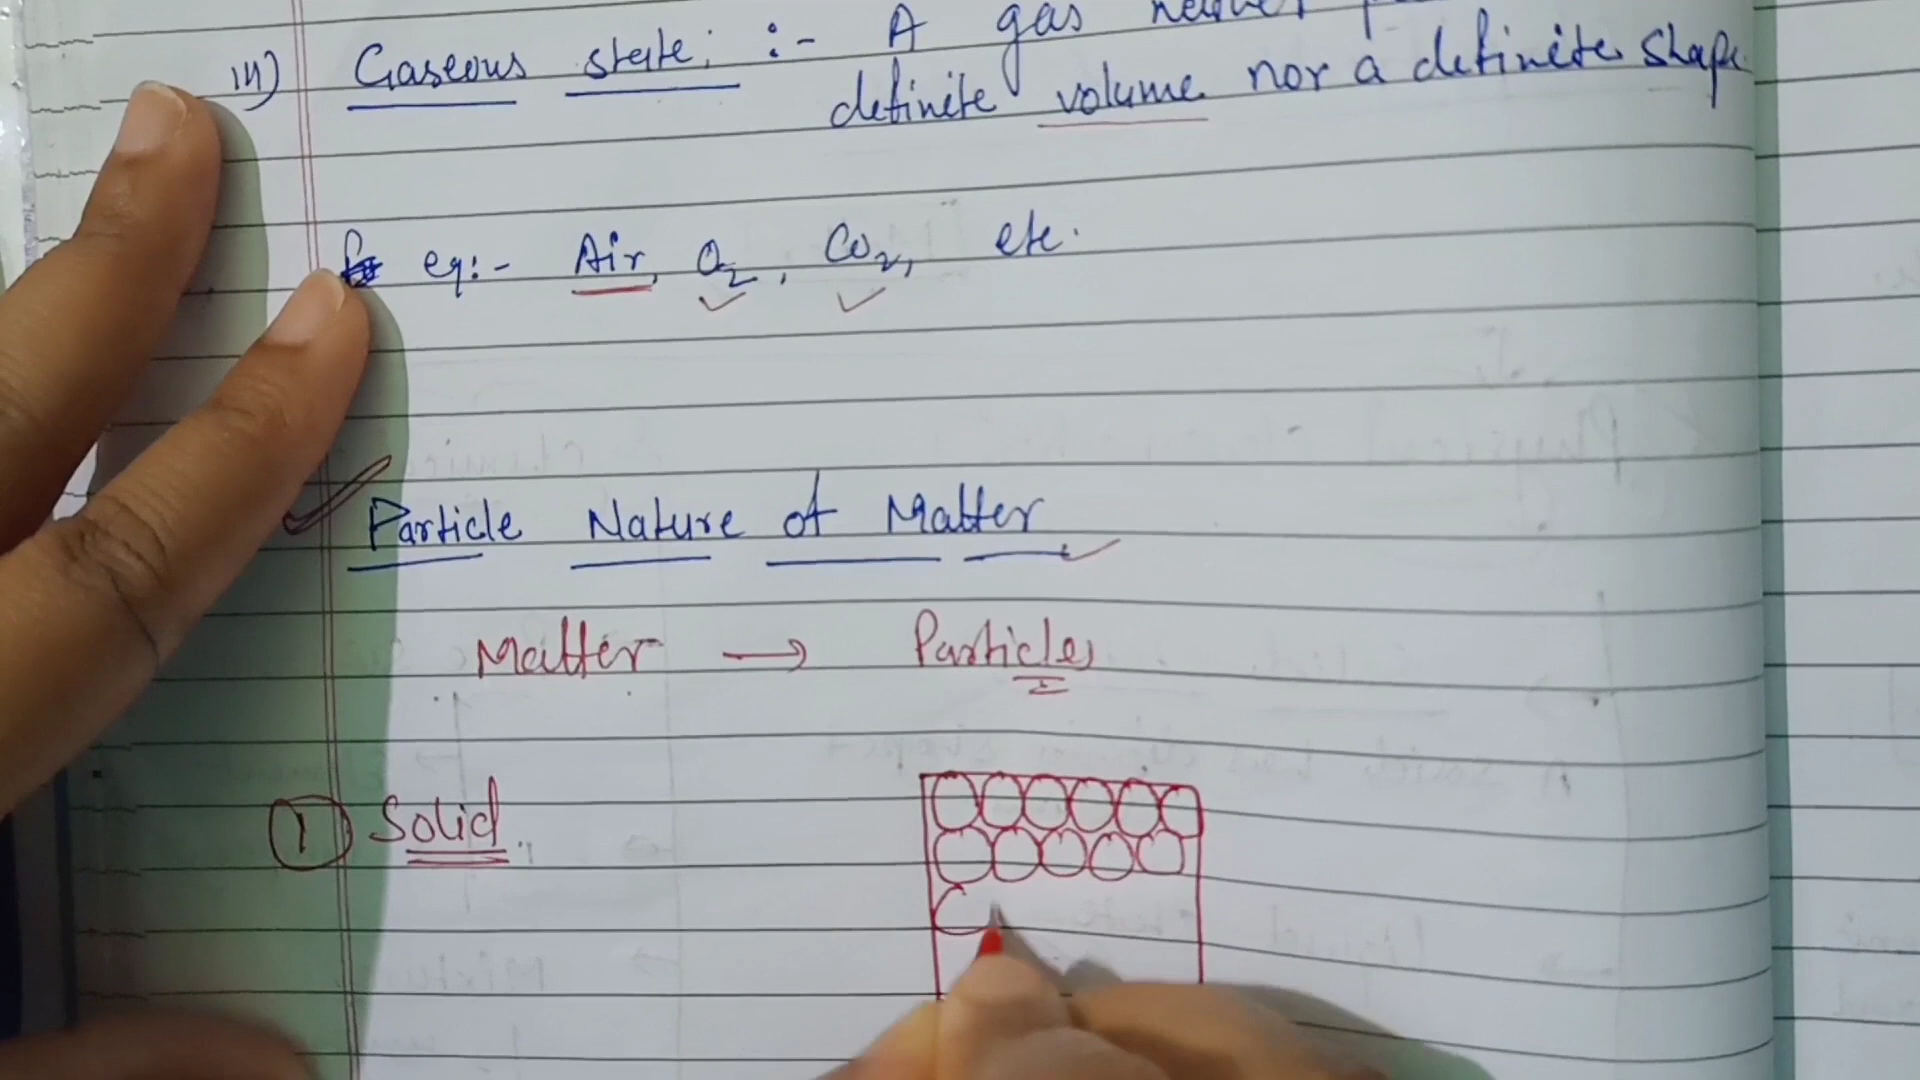 iii) Gaseous state :- A gas neither
definite volume nor a definite shape
eg:- Air, O₂, CO₂, etc.
Particle Nature of Matter
Matter → Particles
1 Solid